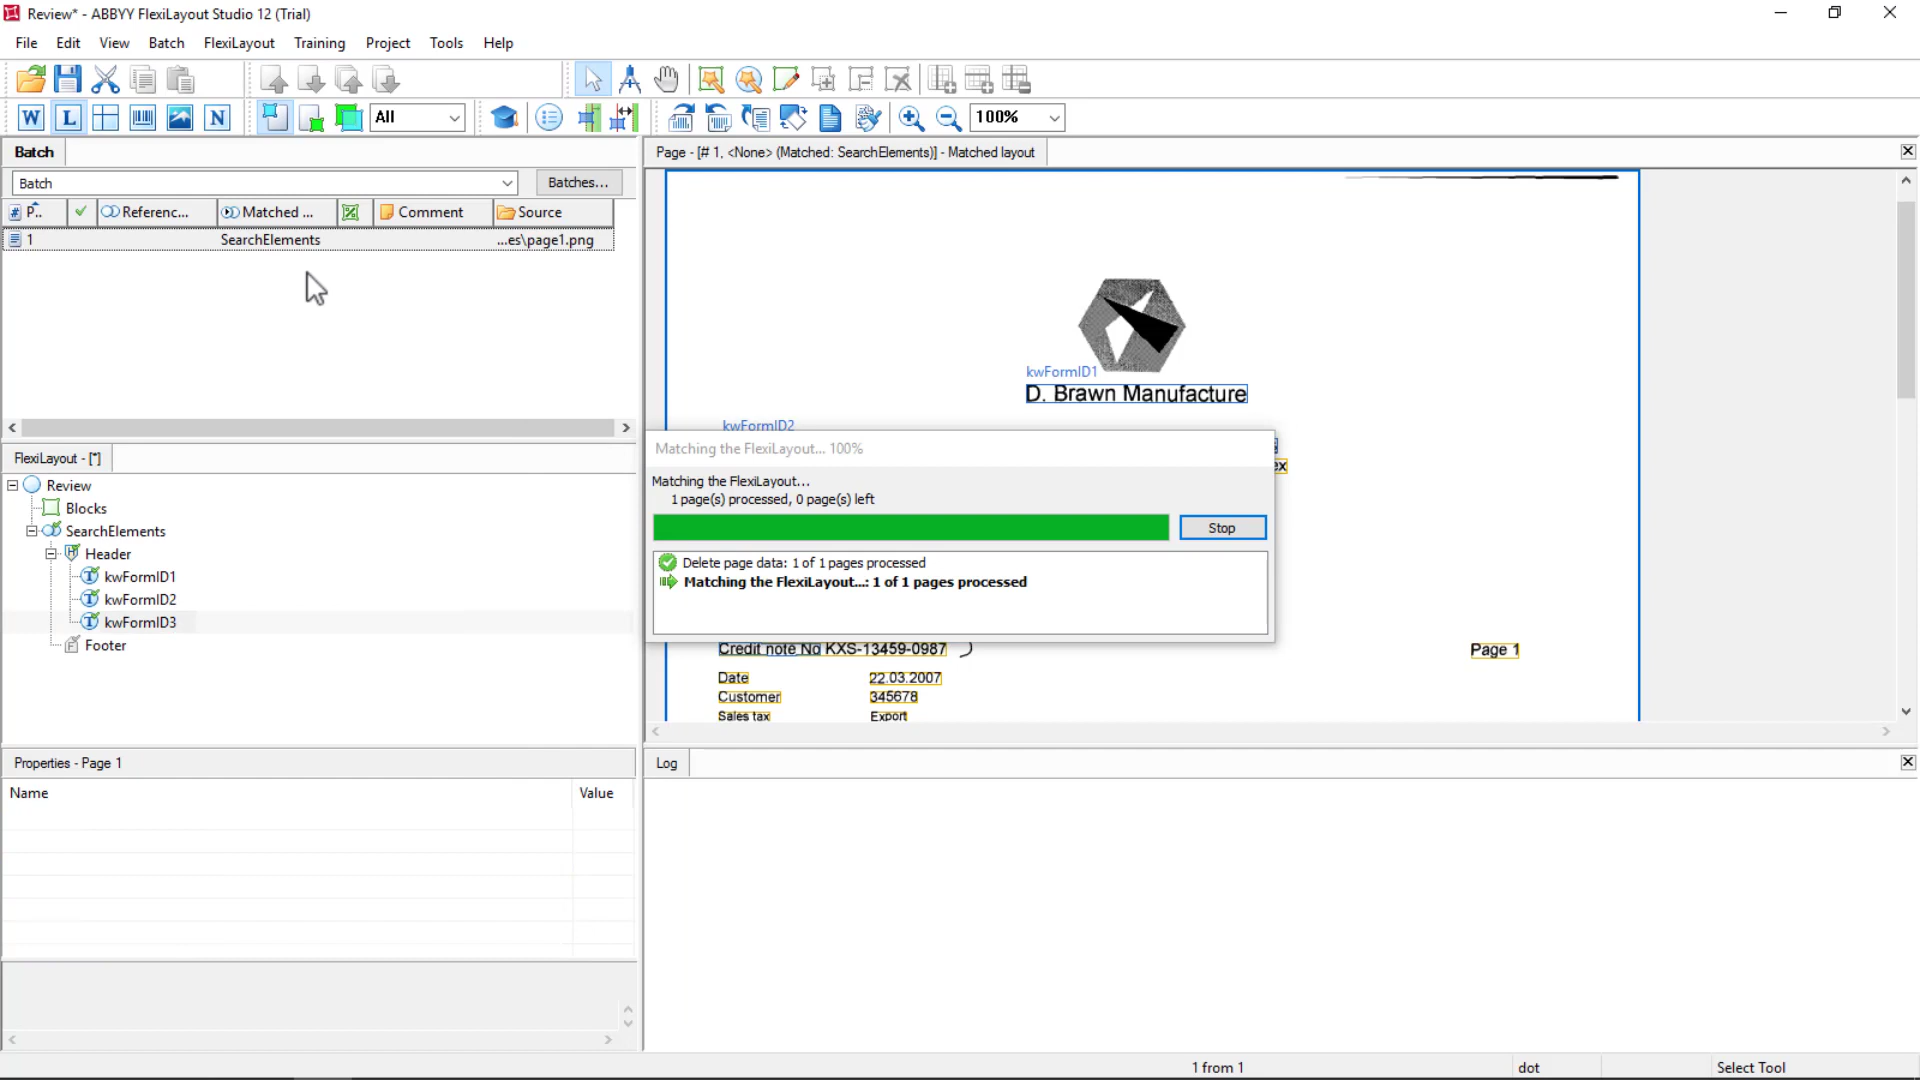 Review* - ABBYY FlexiLayout Studio 12 (Trial)
File Edit View Batch FlexiLayout Training Project Tools Help
W L N All 100%
Batch
Page - [# 1, <None> (Matched: SearchElements)] - Matched layout
Batch Batches...
# P.. Referenc... Matched ... Comment Source
1 SearchElements ...es\page1.png
kwFormID1
D. Brawn Manufacture
kwFormID2
Matching the FlexiLayout... 100%
ex
Matching the FlexiLayout...
1 page(s) processed, 0 page(s) left
Stop
Delete page data: 1 of 1 pages processed
Matching the FlexiLayout...: 1 of 1 pages processed
Credit note No KXS-13459-0987 Page 1
Date 22.03.2007
Customer 345678
Sales tax Export
FlexiLayout - [*]
Review
Blocks
SearchElements
Header
kwFormID1
kwFormID2
kwFormID3
Footer
Properties - Page 1
Log
Name Value
1 from 1 dot Select Tool